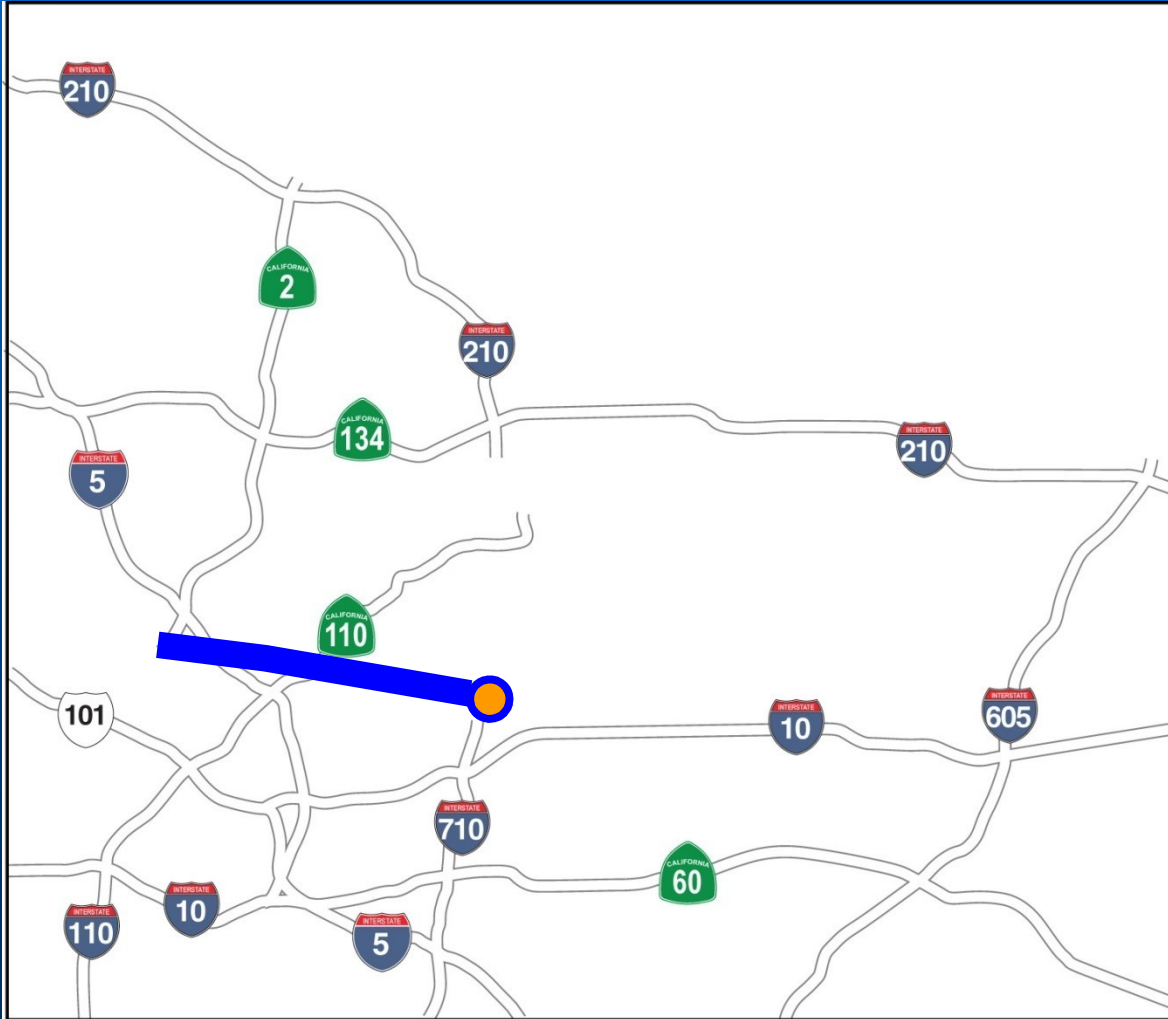 INTERSTATE
210
CALIFORNIA
2
INTERSTATE
210
CALIFORNIA
134
INTERSTATE
210
INTERSTATE
5
CALIFORNIA
110
101
INTERSTATE
10
INTERSTATE
605
INTERSTATE
710
CALIFORNIA
60
INTERSTATE
10
INTERSTATE
110
INTERSTATE
5